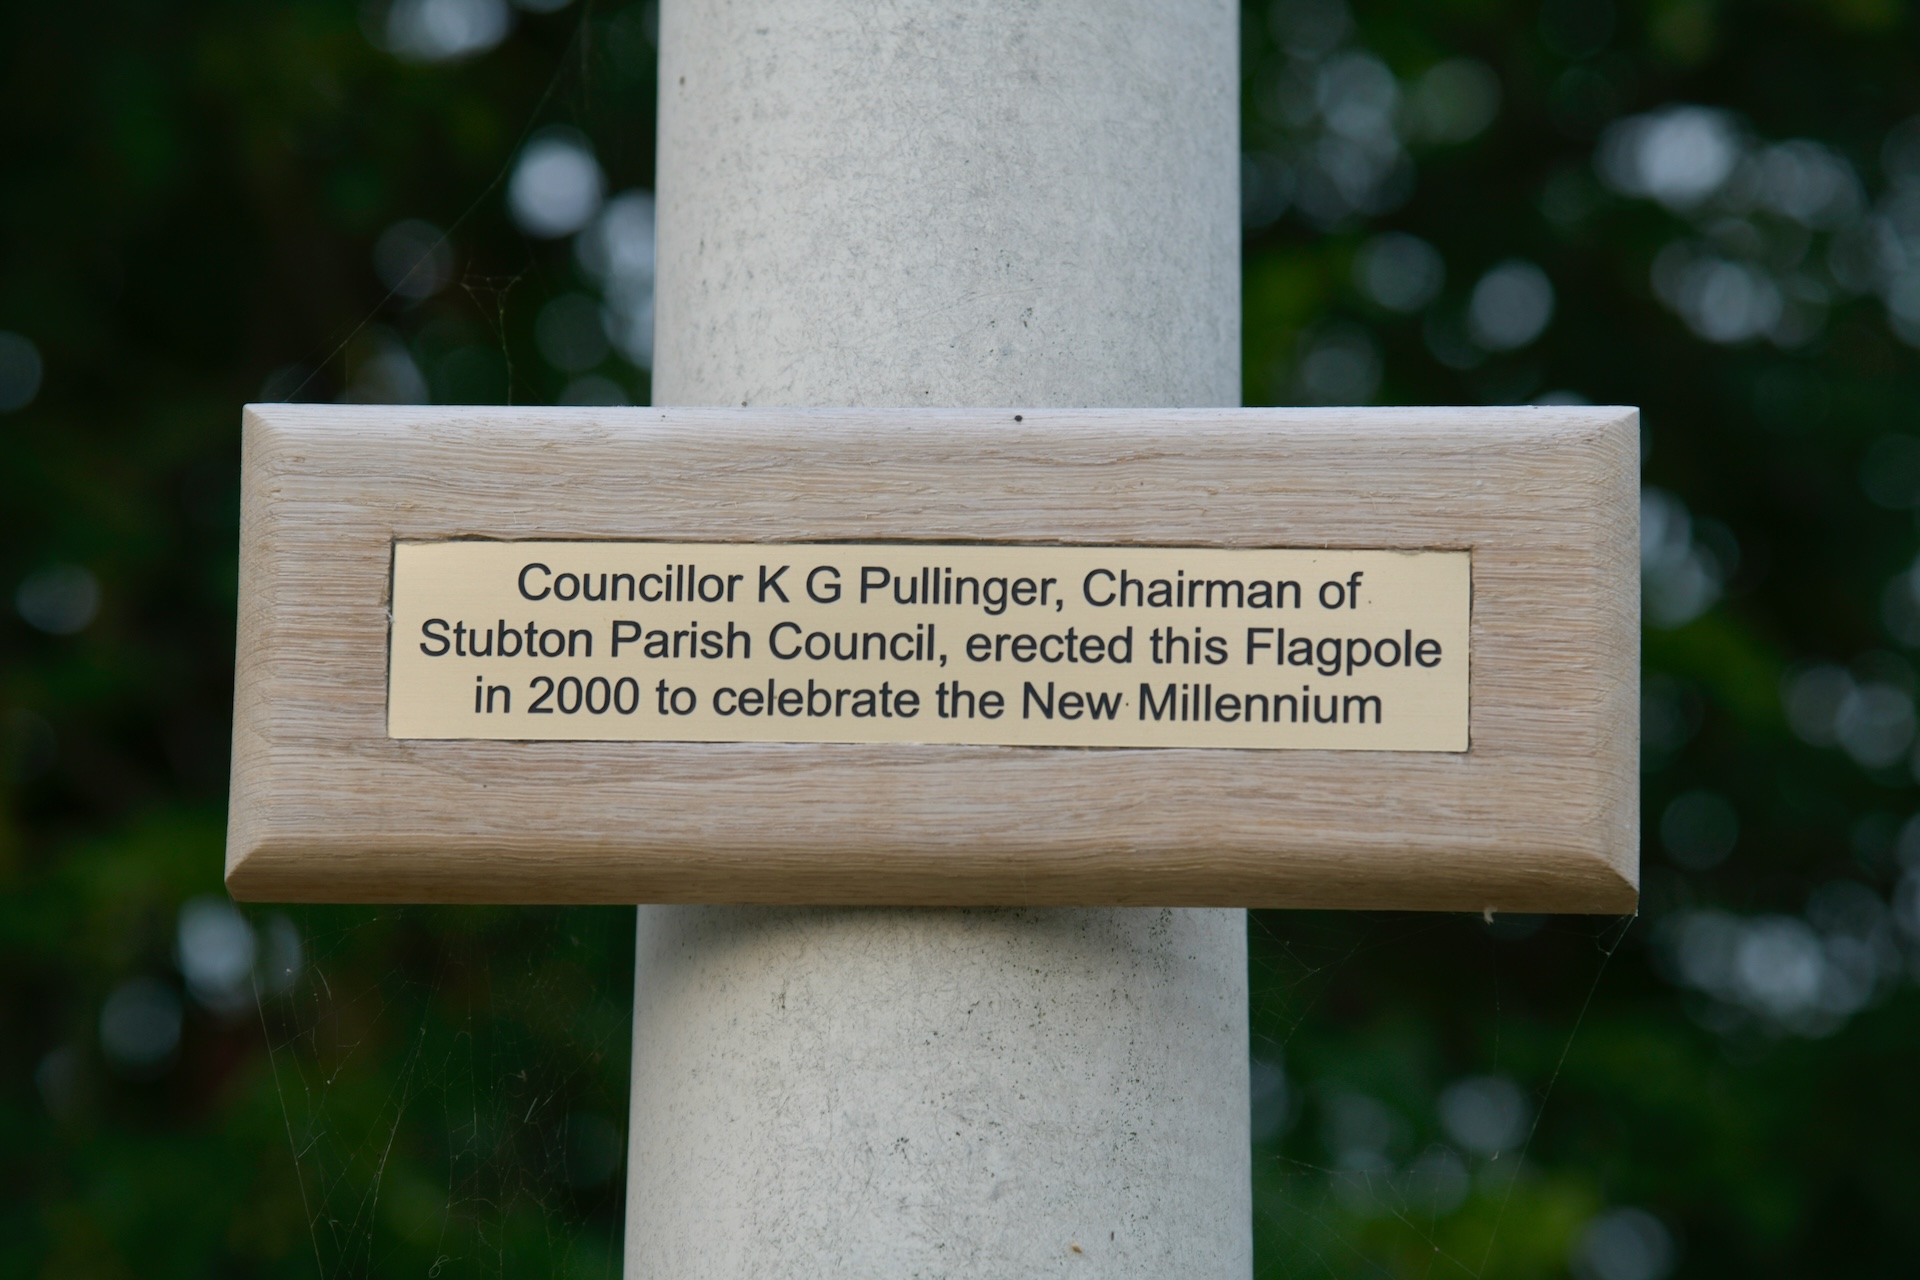 Councillor K G Pullinger, Chairman of
Stubton Parish Council, erected this Flagpole
in 2000 to celebrate the New Millennium